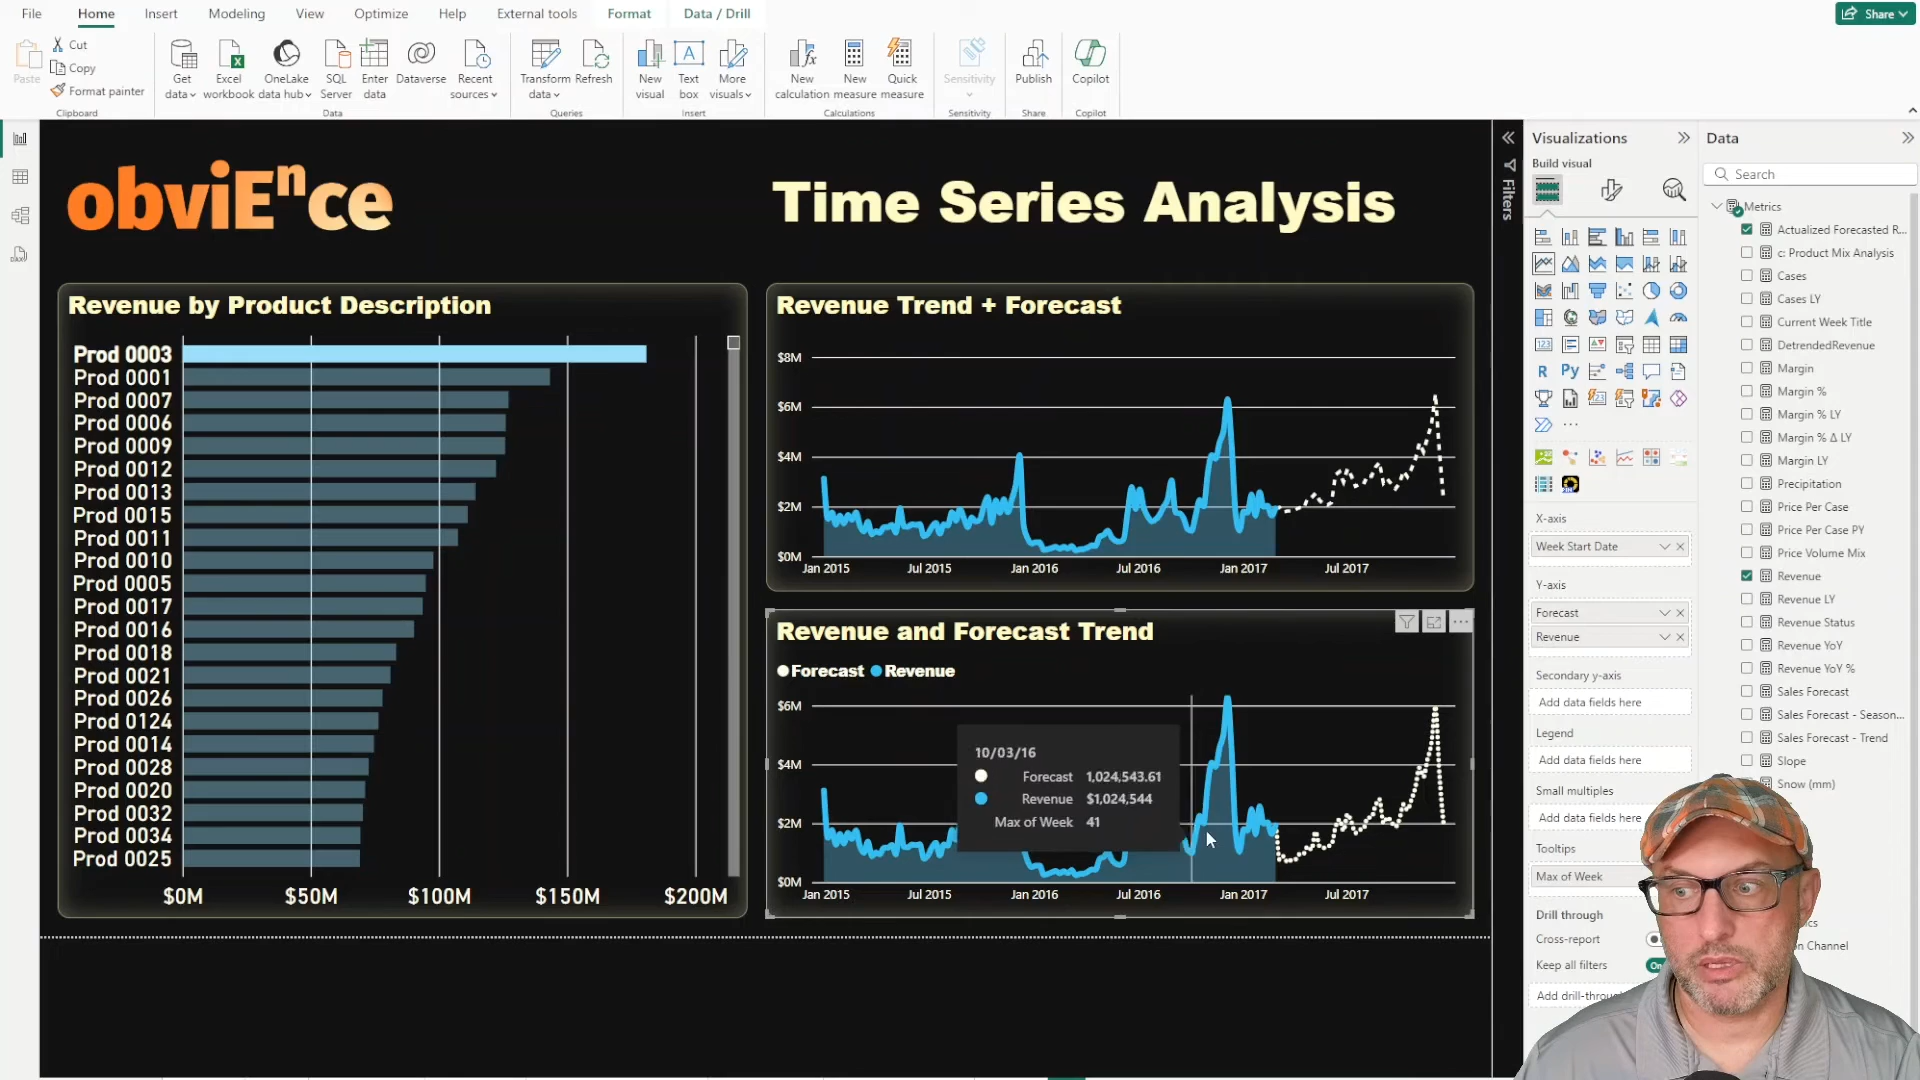 File
Home
Insert
Modeling
View
Optimize
Help
External tools
Format
Data / Drill
Share
Paste
Cut
Copy
Format painter
Clipboard
Get data
Excel workbook
OneLake data hub
SQL Server
Enter data
Dataverse
Recent sources
Data
Transform data
Refresh
Queries
New visual
A
Text box
More visuals
Insert
New calculation
New measure
Quick measure
Calculations
Sensitivity
Sensitivity
Publish
Share
Copilot
Copilot
obviEnce
Time Series Analysis
Revenue by Product Description
Prod 0003
Prod 0001
Prod 0007
Prod 0006
Prod 0009
Prod 0012
Prod 0013
Prod 0015
Prod 0011
Prod 0010
Prod 0005
Prod 0017
Prod 0016
Prod 0018
Prod 0021
Prod 0026
Prod 0124
Prod 0014
Prod 0028
Prod 0020
Prod 0032
Prod 0034
Prod 0025
$0M $50M $100M $150M $200M
Revenue Trend + Forecast
$8M
$6M
$4M
$2M
$0M
Jan 2015 Jul 2015 Jan 2016 Jul 2016 Jan 2017 Jul 2017
Revenue and Forecast Trend
Forecast Revenue
$6M
$4M
$2M
$0M
Jan 2015 Jul 2015 Jan 2016 Jul 2016 Jan 2017 Jul 2017
10/03/16
Forecast 1,024,543.61
Revenue $1,024,544
Max of Week 41
Filters
Visualizations
Build visual
R
Py
X-axis
Week Start Date
Y-axis
Forecast
Revenue
Secondary y-axis
Add data fields here
Legend
Add data fields here
Small multiples
Add data fields here
Tooltips
Max of Week
Drill through
Cross-report
Keep all filters
On
Data
Search
Metrics
Actualized Forecasted R...
c: Product Mix Analysis
Cases
Cases LY
Current Week Title
DetrendedRevenue
Margin
Margin %
Margin % LY
Margin % Δ LY
Margin LY
Precipitation
Price Per Case
Price Per Case PY
Price Volume Mix
Revenue
Revenue LY
Revenue Status
Revenue YoY
Revenue YoY %
Sales Forecast
Sales Forecast - Season...
Sales Forecast - Trend
Slope
Snow (mm)
Channel